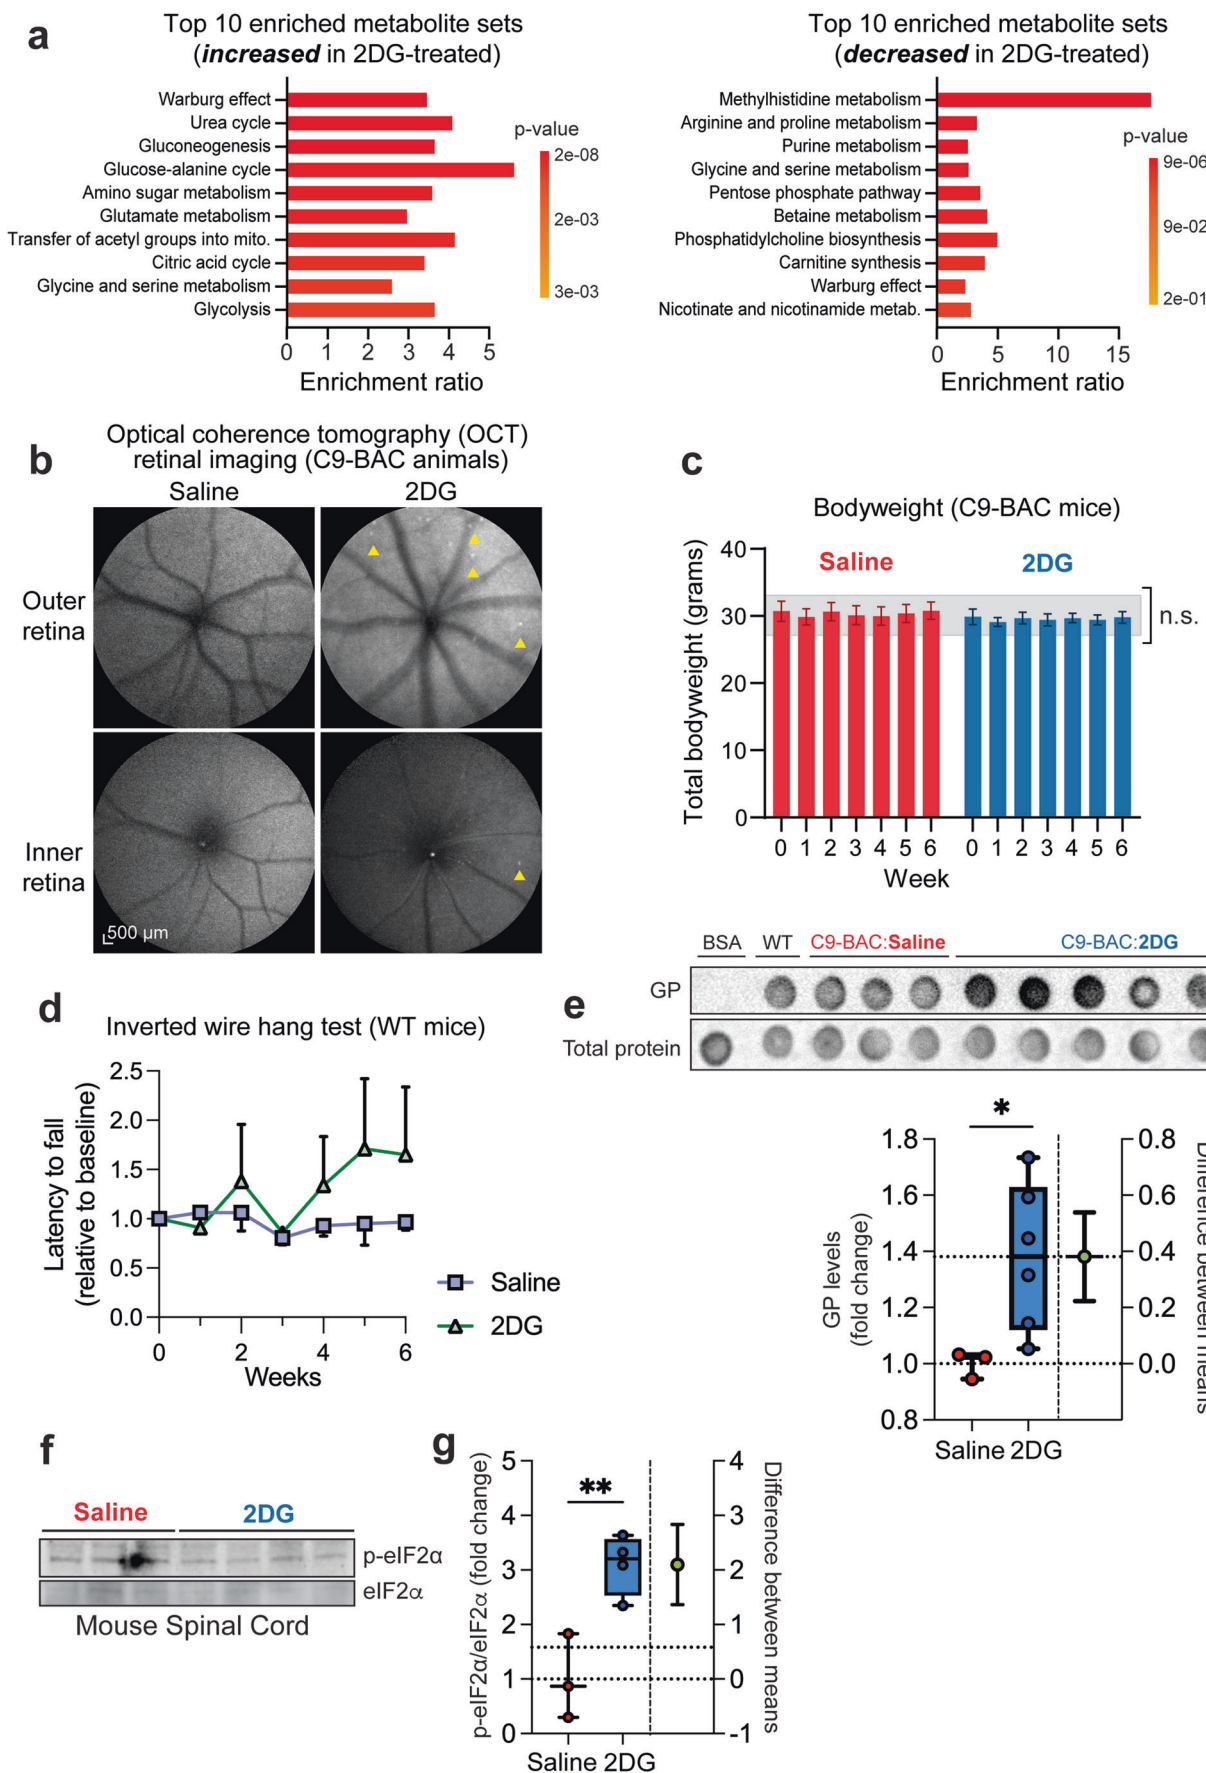 a
Top 10 enriched metabolite sets
(increased in 2DG-treated)
Warburg effect
Urea cycle
Gluconeogenesis
Glucose-alanine cycle
Amino sugar metabolism
Glutamate metabolism
Transfer of acetyl groups into mito.
Citric acid cycle
Glycine and serine metabolism
Glycolysis
0 1 2 3 4 5
Enrichment ratio
p-value
2e-08
2e-03
3e-03
Top 10 enriched metabolite sets
(decreased in 2DG-treated)
Methylhistidine metabolism
Arginine and proline metabolism
Purine metabolism
Glycine and serine metabolism
Pentose phosphate pathway
Betaine metabolism
Phosphatidylcholine biosynthesis
Carnitine synthesis
Warburg effect
Nicotinate and nicotinamide metab.
0 5 10 15
Enrichment ratio
p-value
9e-06
9e-02
2e-01
b
Optical coherence tomography (OCT)
retinal imaging (C9-BAC animals)
Saline 2DG
Outer
retina
Inner
retina
500 μm
c
Bodyweight (C9-BAC mice)
Total bodyweight (grams)
40
30
20
10
0
Saline 2DG
n.s.
0 1 2 3 4 5 6 0 1 2 3 4 5 6
Week
d
Inverted wire hang test (WT mice)
Latency to fall
(relative to baseline)
2.5
2.0
1.5
1.0
0.5
0.0
0 2 4 6
Weeks
Saline
2DG
e
BSA WT C9-BAC:Saline C9-BAC:2DG
GP
Total protein
*
GP levels
(fold change)
1.8
1.6
1.4
1.2
1.0
0.8
0.8
0.6
0.4
0.2
0.0
Difference between means
Saline 2DG
f
Saline 2DG
p-eIF2α
eIF2α
Mouse Spinal Cord
g
p-eIF2α/eIF2α (fold change)
5
4
3
2
1
0
**
4
3
2
1
0
-1
Difference between means
Saline 2DG